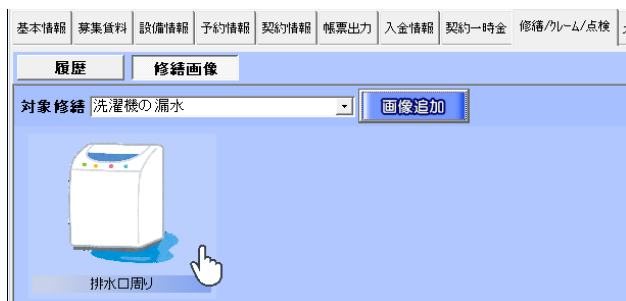 基本情報 募集賃料 設備情報 予約情報 契約情報 帳票出力 入金情報 契約一時金 修繕/クレーム/点検
履歴 修繕画像
対象修繕 洗濯機の漏水 画像追加
排水口周り